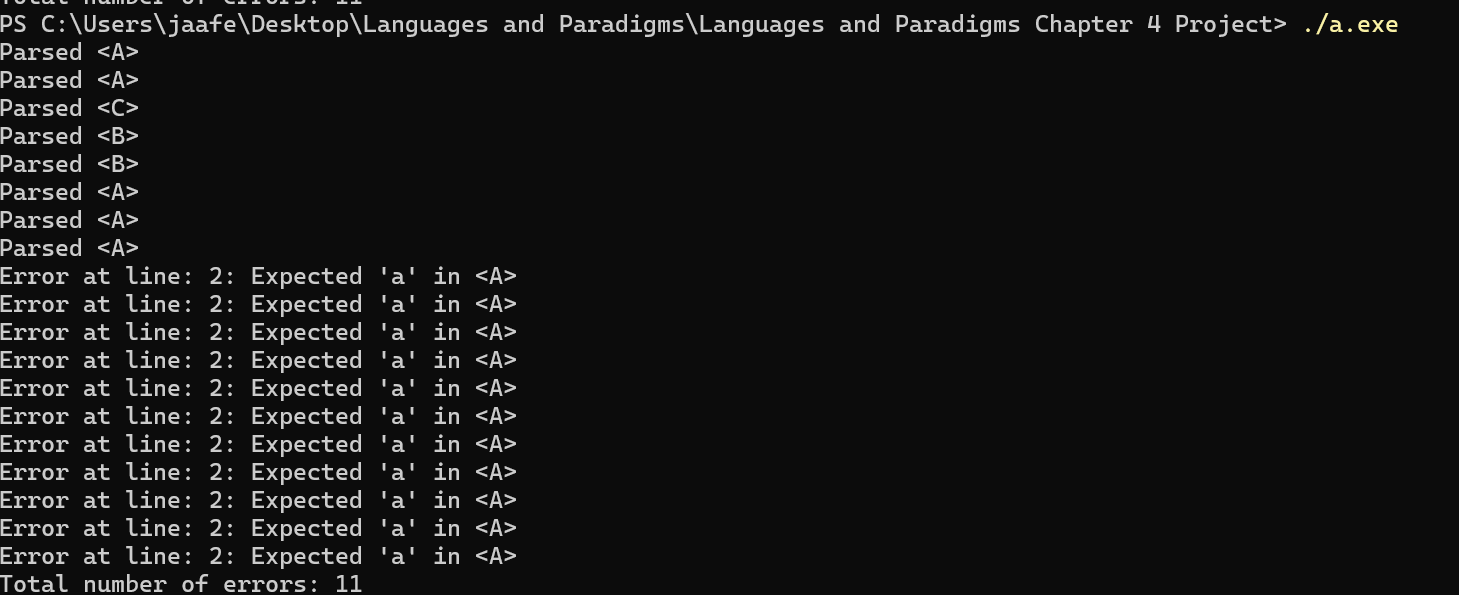 Total number of errors: 11
PS C:\Users\jaafe\Desktop\Languages and Paradigms\Languages and Paradigms Chapter 4 Project> ./a.exe
Parsed <A>
Parsed <A>
Parsed <C>
Parsed <B>
Parsed <B>
Parsed <A>
Parsed <A>
Parsed <A>
Error at line: 2: Expected 'a' in <A>
Error at line: 2: Expected 'a' in <A>
Error at line: 2: Expected 'a' in <A>
Error at line: 2: Expected 'a' in <A>
Error at line: 2: Expected 'a' in <A>
Error at line: 2: Expected 'a' in <A>
Error at line: 2: Expected 'a' in <A>
Error at line: 2: Expected 'a' in <A>
Error at line: 2: Expected 'a' in <A>
Error at line: 2: Expected 'a' in <A>
Error at line: 2: Expected 'a' in <A>
Total number of errors: 11